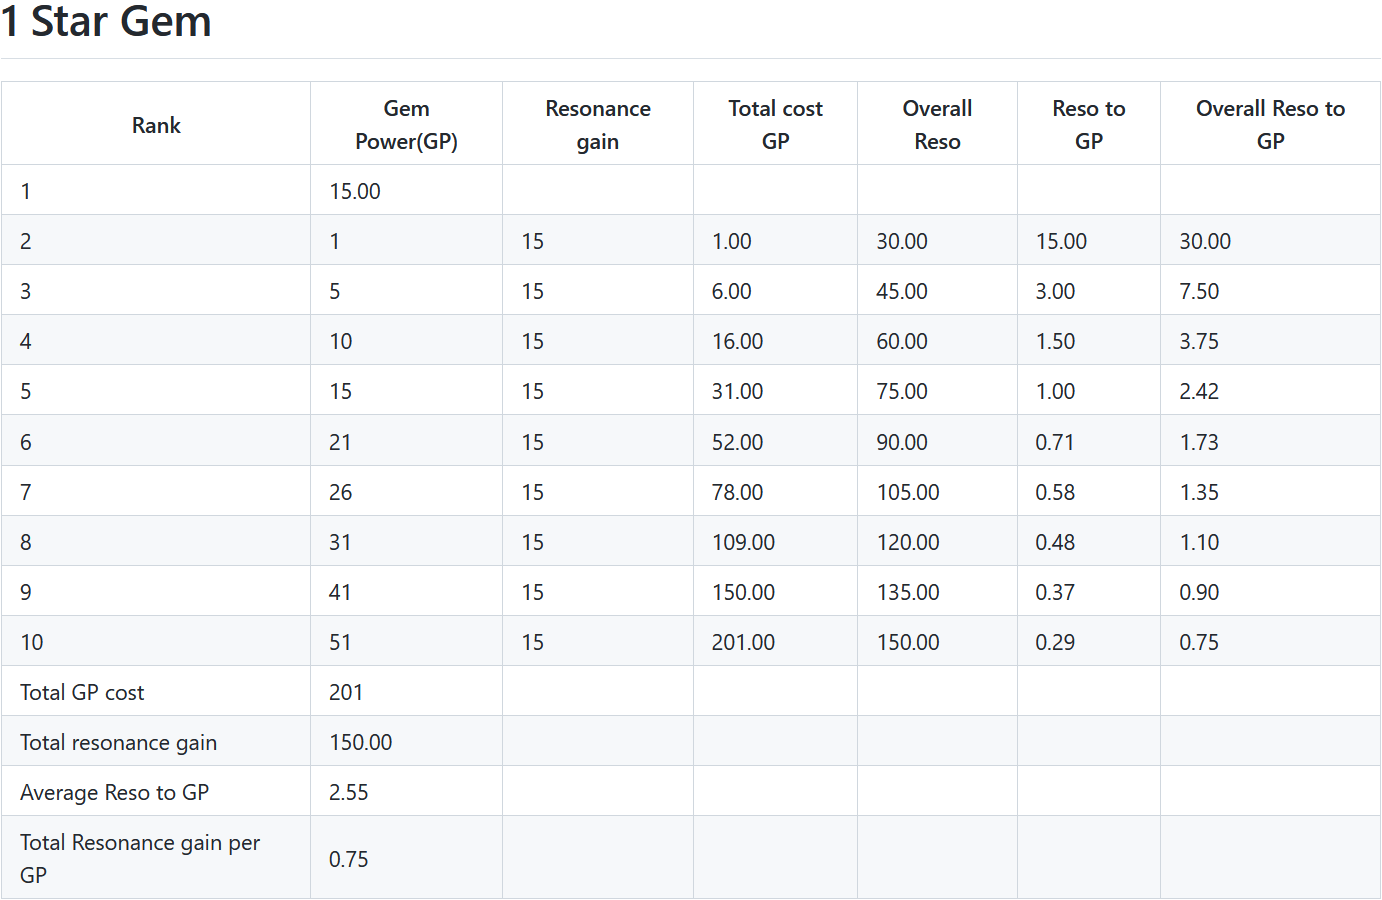 1 Star Gem
Rank Gem Power(GP) Resonance gain Total cost GP Overall Reso Reso to GP Overall Reso to GP
1 15.00
2 1 15 1.00 30.00 15.00 30.00
3 5 15 6.00 45.00 3.00 7.50
4 10 15 16.00 60.00 1.50 3.75
5 15 15 31.00 75.00 1.00 2.42
6 21 15 52.00 90.00 0.71 1.73
7 26 15 78.00 105.00 0.58 1.35
8 31 15 109.00 120.00 0.48 1.10
9 41 15 150.00 135.00 0.37 0.90
10 51 15 201.00 150.00 0.29 0.75
Total GP cost 201
Total resonance gain 150.00
Average Reso to GP 2.55
Total Resonance gain per GP 0.75